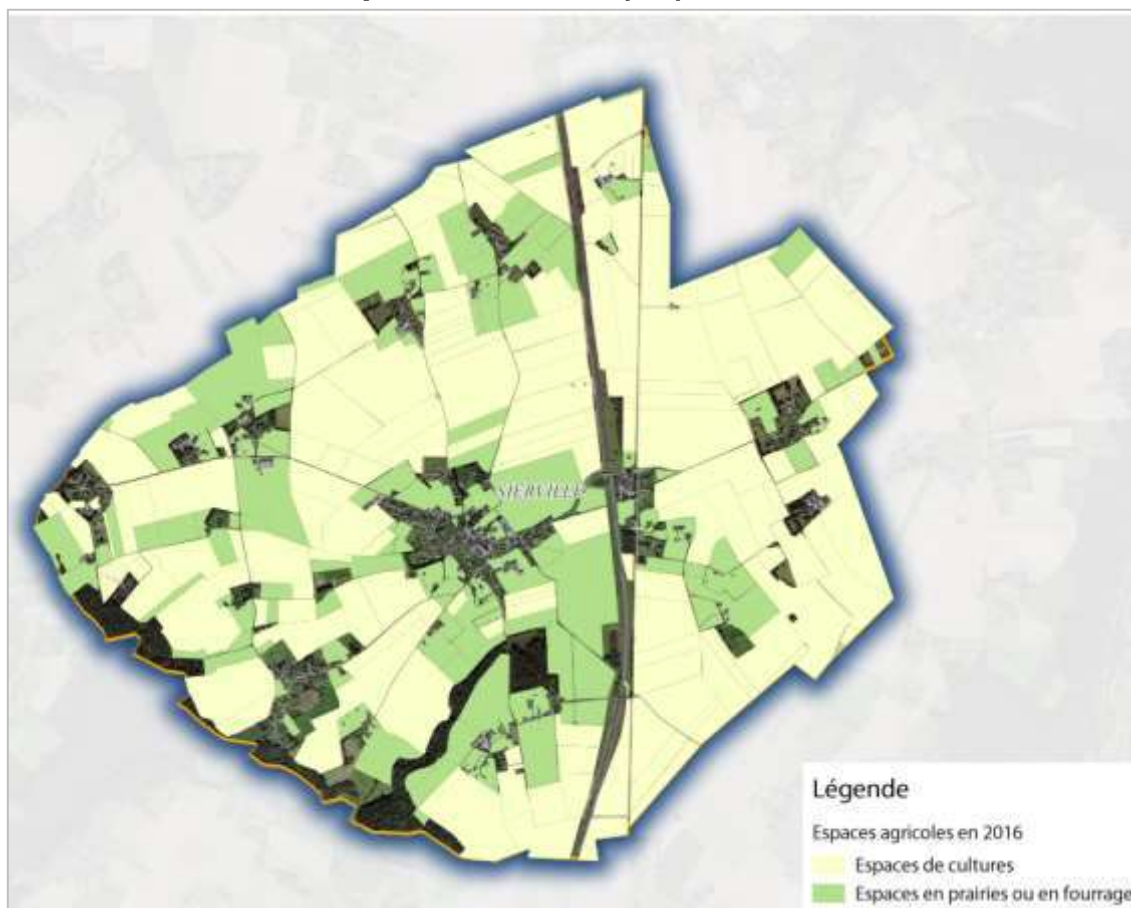 SIERVILLE
Légende
Espaces agricoles en 2016
Espaces de cultures
Espaces en prairies ou en fourrage